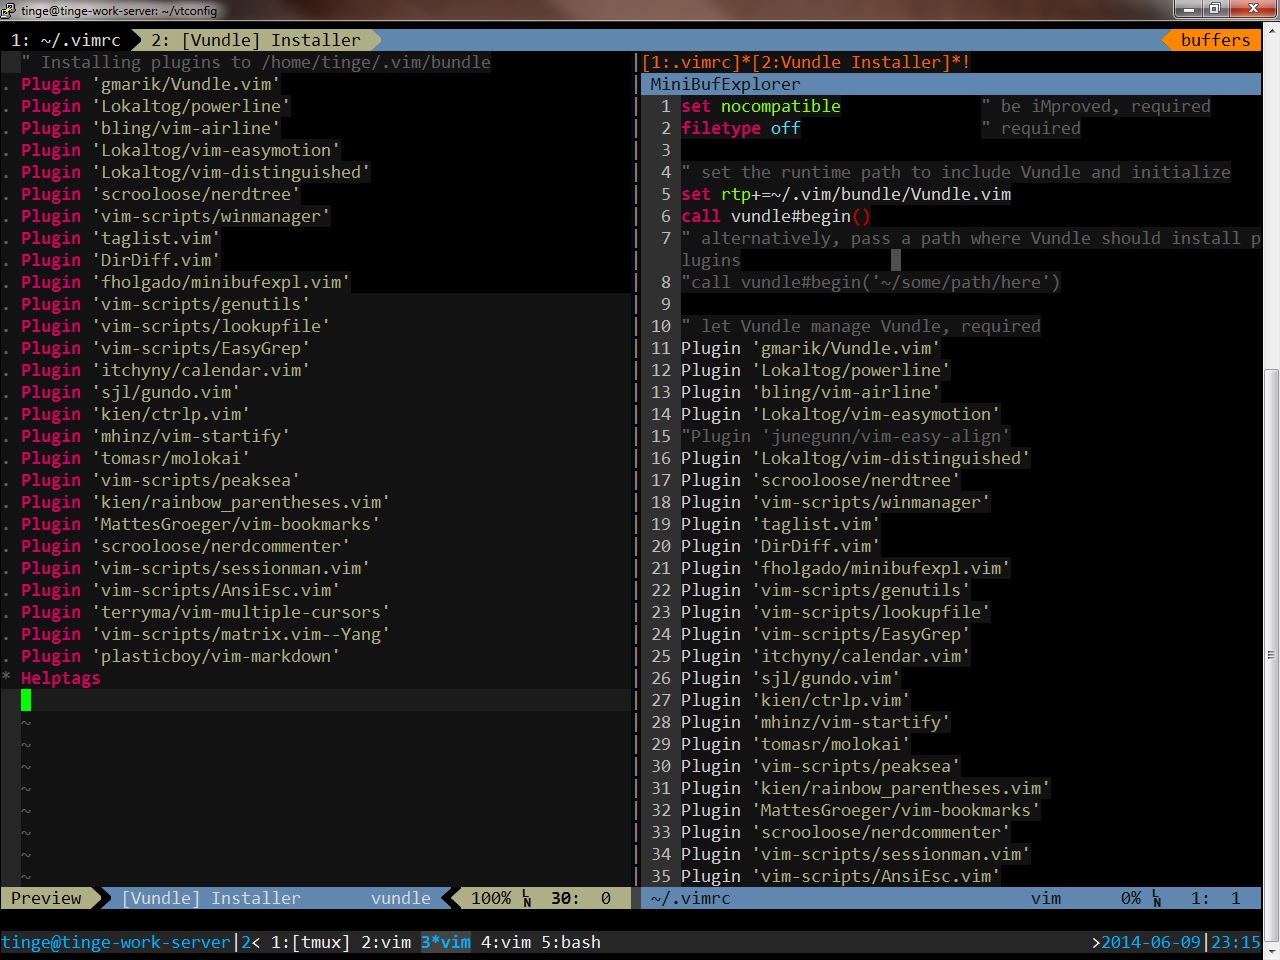 tinge@tinge-work-server: ~/vtconfig
1: ~/.vimrc 2: [Vundle] Installer buffers
" Installing plugins to /home/tinge/.vim/bundle
. Plugin 'gmarik/Vundle.vim'
. Plugin 'Lokaltog/powerline'
. Plugin 'bling/vim-airline'
. Plugin 'Lokaltog/vim-easymotion'
. Plugin 'Lokaltog/vim-distinguished'
. Plugin 'scrooloose/nerdtree'
. Plugin 'vim-scripts/winmanager'
. Plugin 'taglist.vim'
. Plugin 'DirDiff.vim'
. Plugin 'fholgado/minibufexpl.vim'
. Plugin 'vim-scripts/genutils'
. Plugin 'vim-scripts/lookupfile'
. Plugin 'vim-scripts/EasyGrep'
. Plugin 'itchyny/calendar.vim'
. Plugin 'sjl/gundo.vim'
. Plugin 'kien/ctrlp.vim'
. Plugin 'mhinz/vim-startify'
. Plugin 'tomasr/molokai'
. Plugin 'vim-scripts/peaksea'
. Plugin 'kien/rainbow_parentheses.vim'
. Plugin 'MattesGroeger/vim-bookmarks'
. Plugin 'scrooloose/nerdcommenter'
. Plugin 'vim-scripts/sessionman.vim'
. Plugin 'vim-scripts/AnsiEsc.vim'
. Plugin 'terryma/vim-multiple-cursors'
. Plugin 'vim-scripts/matrix.vim--Yang'
. Plugin 'plasticboy/vim-markdown'
* Helptags
~
~
~
~
~
~
~
~
Preview [Vundle] Installer vundle 100% LN 30: 0
[1:.vimrc]*[2:Vundle Installer]*!
MiniBufExplorer
1 set nocompatible " be iMproved, required
2 filetype off " required
3
4 " set the runtime path to include Vundle and initialize
5 set rtp+=~/.vim/bundle/Vundle.vim
6 call vundle#begin()
7 " alternatively, pass a path where Vundle should install p
lugins
8 "call vundle#begin('~/some/path/here')
9
10 " let Vundle manage Vundle, required
11 Plugin 'gmarik/Vundle.vim'
12 Plugin 'Lokaltog/powerline'
13 Plugin 'bling/vim-airline'
14 Plugin 'Lokaltog/vim-easymotion'
15 "Plugin 'junegunn/vim-easy-align'
16 Plugin 'Lokaltog/vim-distinguished'
17 Plugin 'scrooloose/nerdtree'
18 Plugin 'vim-scripts/winmanager'
19 Plugin 'taglist.vim'
20 Plugin 'DirDiff.vim'
21 Plugin 'fholgado/minibufexpl.vim'
22 Plugin 'vim-scripts/genutils'
23 Plugin 'vim-scripts/lookupfile'
24 Plugin 'vim-scripts/EasyGrep'
25 Plugin 'itchyny/calendar.vim'
26 Plugin 'sjl/gundo.vim'
27 Plugin 'kien/ctrlp.vim'
28 Plugin 'mhinz/vim-startify'
29 Plugin 'tomasr/molokai'
30 Plugin 'vim-scripts/peaksea'
31 Plugin 'kien/rainbow_parentheses.vim'
32 Plugin 'MattesGroeger/vim-bookmarks'
33 Plugin 'scrooloose/nerdcommenter'
34 Plugin 'vim-scripts/sessionman.vim'
35 Plugin 'vim-scripts/AnsiEsc.vim'
~/.vimrc vim 0% LN 1: 1
tinge@tinge-work-server|2< 1:[tmux] 2:vim 3*vim 4:vim 5:bash >2014-06-09|23:15